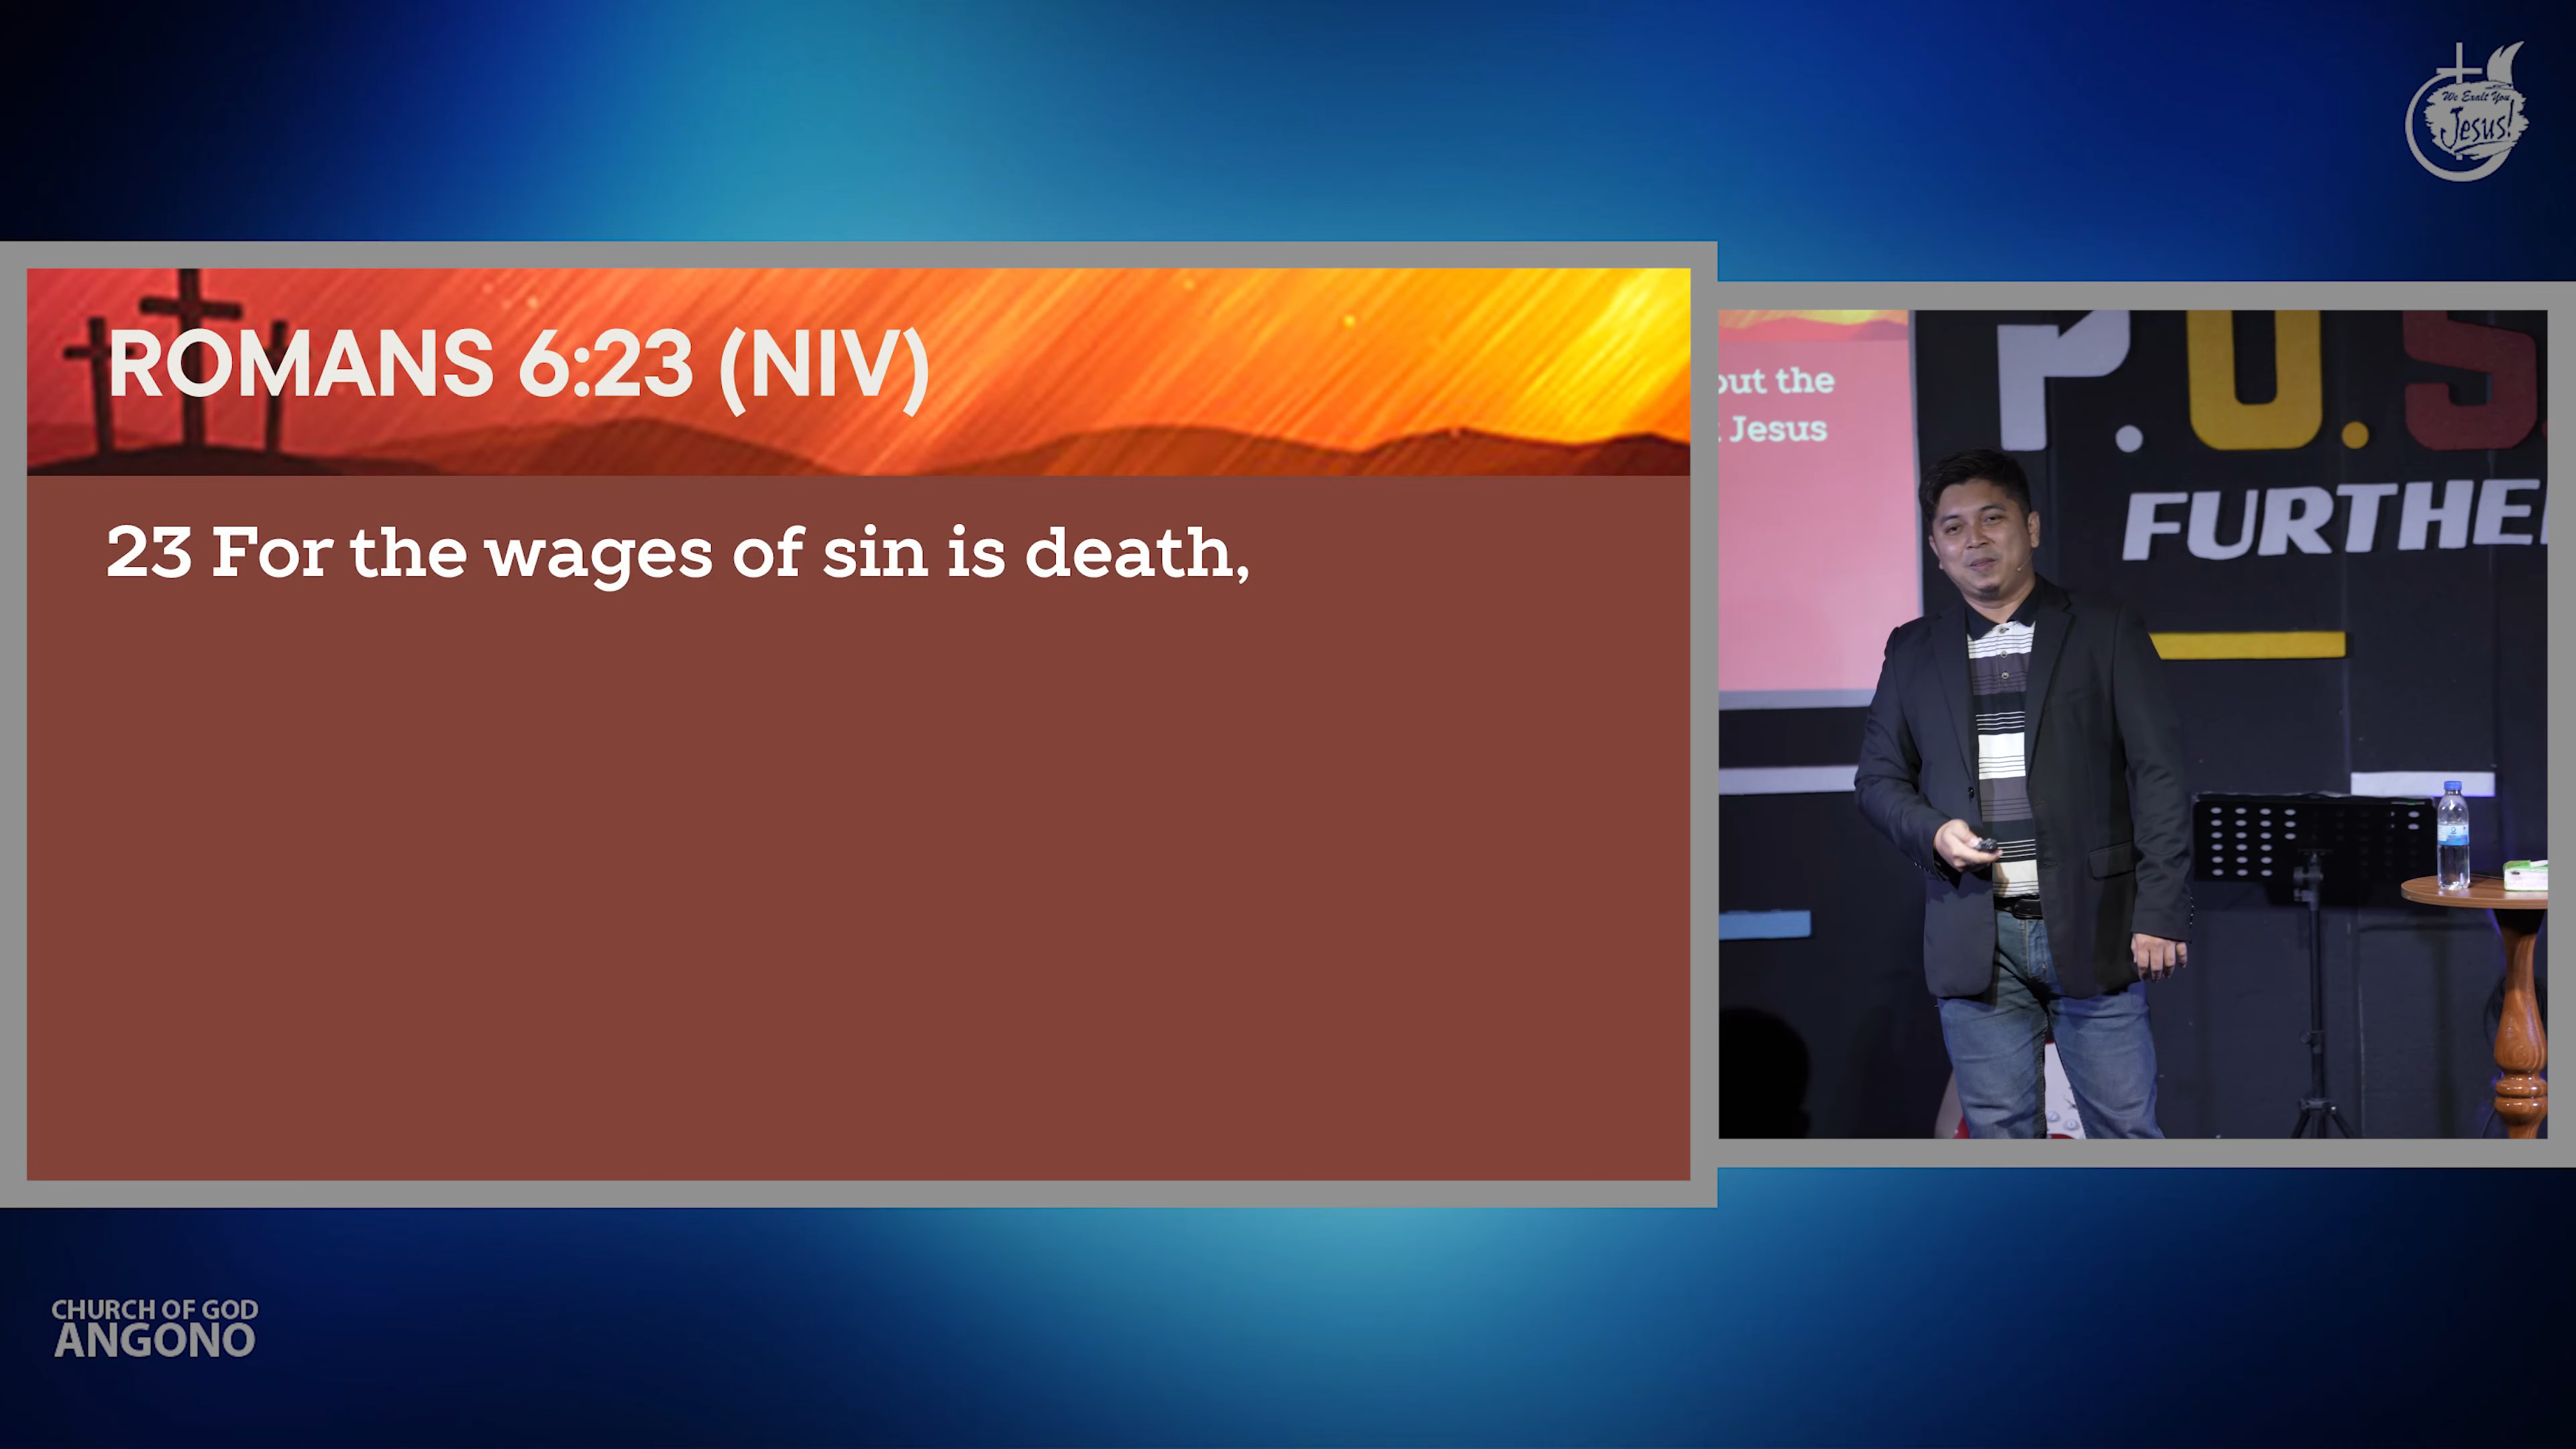 We Exalt You
Jesus!
ROMANS 6:23 (NIV)
23 For the wages of sin is death,
out the
Jesus
P.U.S.
FURTHE
CHURCH OF GOD
ANGONO